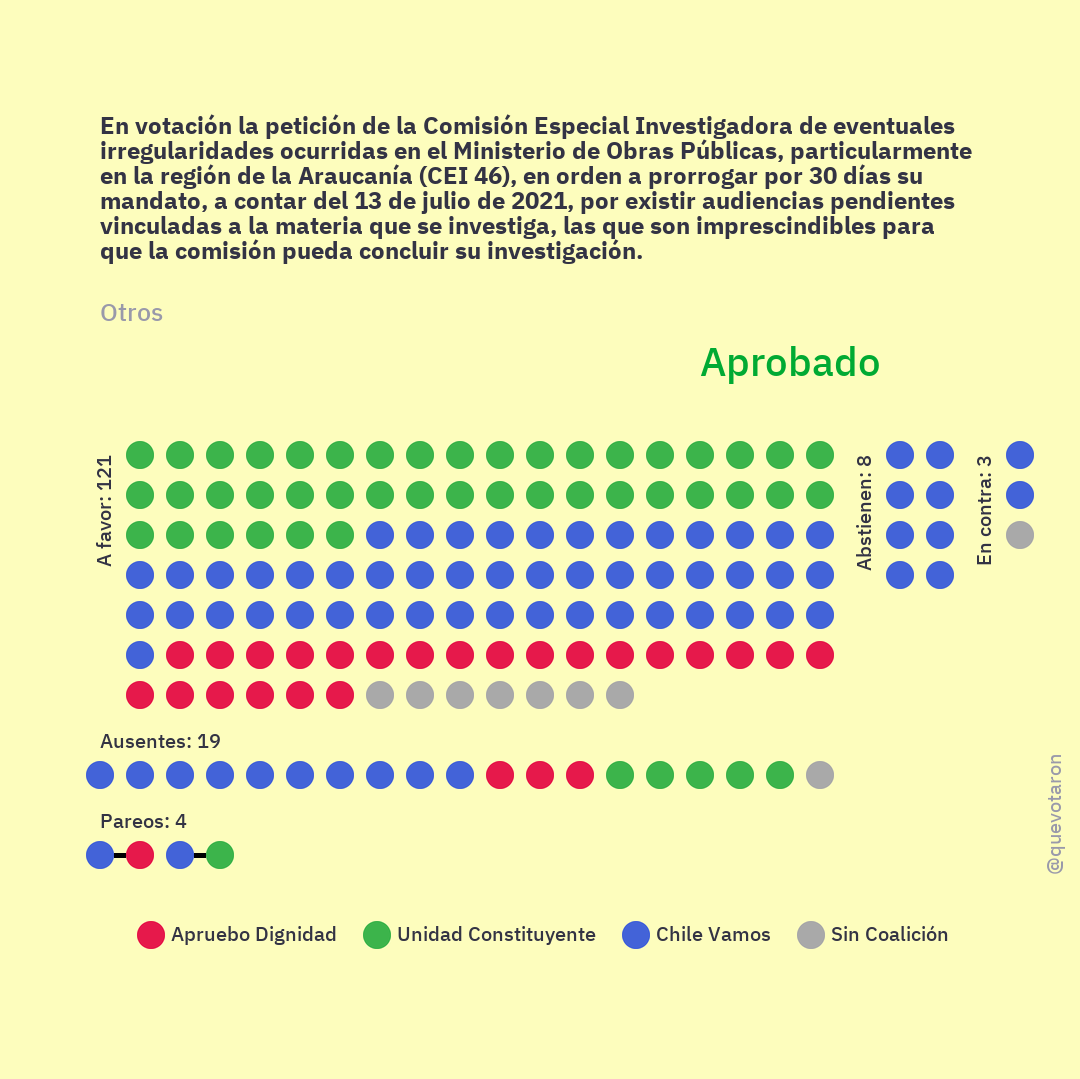 En votación la petición de la Comisión Especial Investigadora de eventuales
irregularidades ocurridas en el Ministerio de Obras Públicas, particularmente
en la región de la Araucanía (CEI 46), en orden a prorrogar por 30 días su
mandato, a contar del 13 de julio de 2021, por existir audiencias pendientes
vinculadas a la materia que se investiga, las que son imprescindibles para
que la comisión pueda concluir su investigación.
Otros
Aprobado
A favor: 121
Abstienen: 8
En contra: 3
Ausentes: 19
Pareos: 4
@quevotaron
Apruebo Dignidad
Unidad Constituyente
Chile Vamos
Sin Coalición